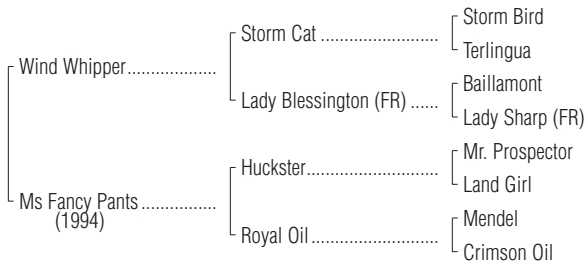 Storm Bird
Storm Cat ..........................
Terlingua
Wind Whipper....................
Baillamont
Lady Blessington (FR) ......
Lady Sharp (FR)
Mr. Prospector
Huckster.............................
Land Girl
Ms Fancy Pants .................
(1994)
Mendel
Royal Oil ............................
Crimson Oil